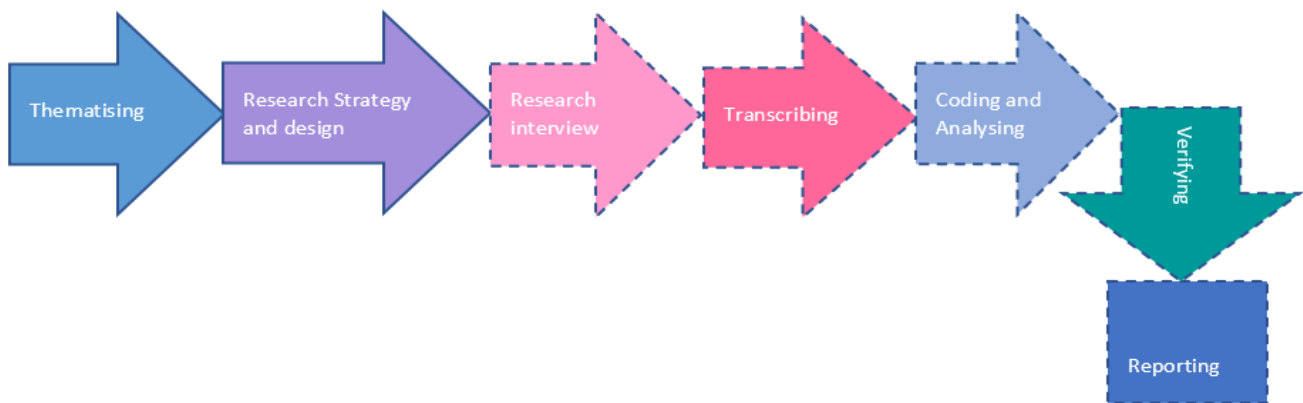 Thematising
Research Strategy
and design
Research
interview
Transcribing
Coding and
Analysing
Verifying
Reporting